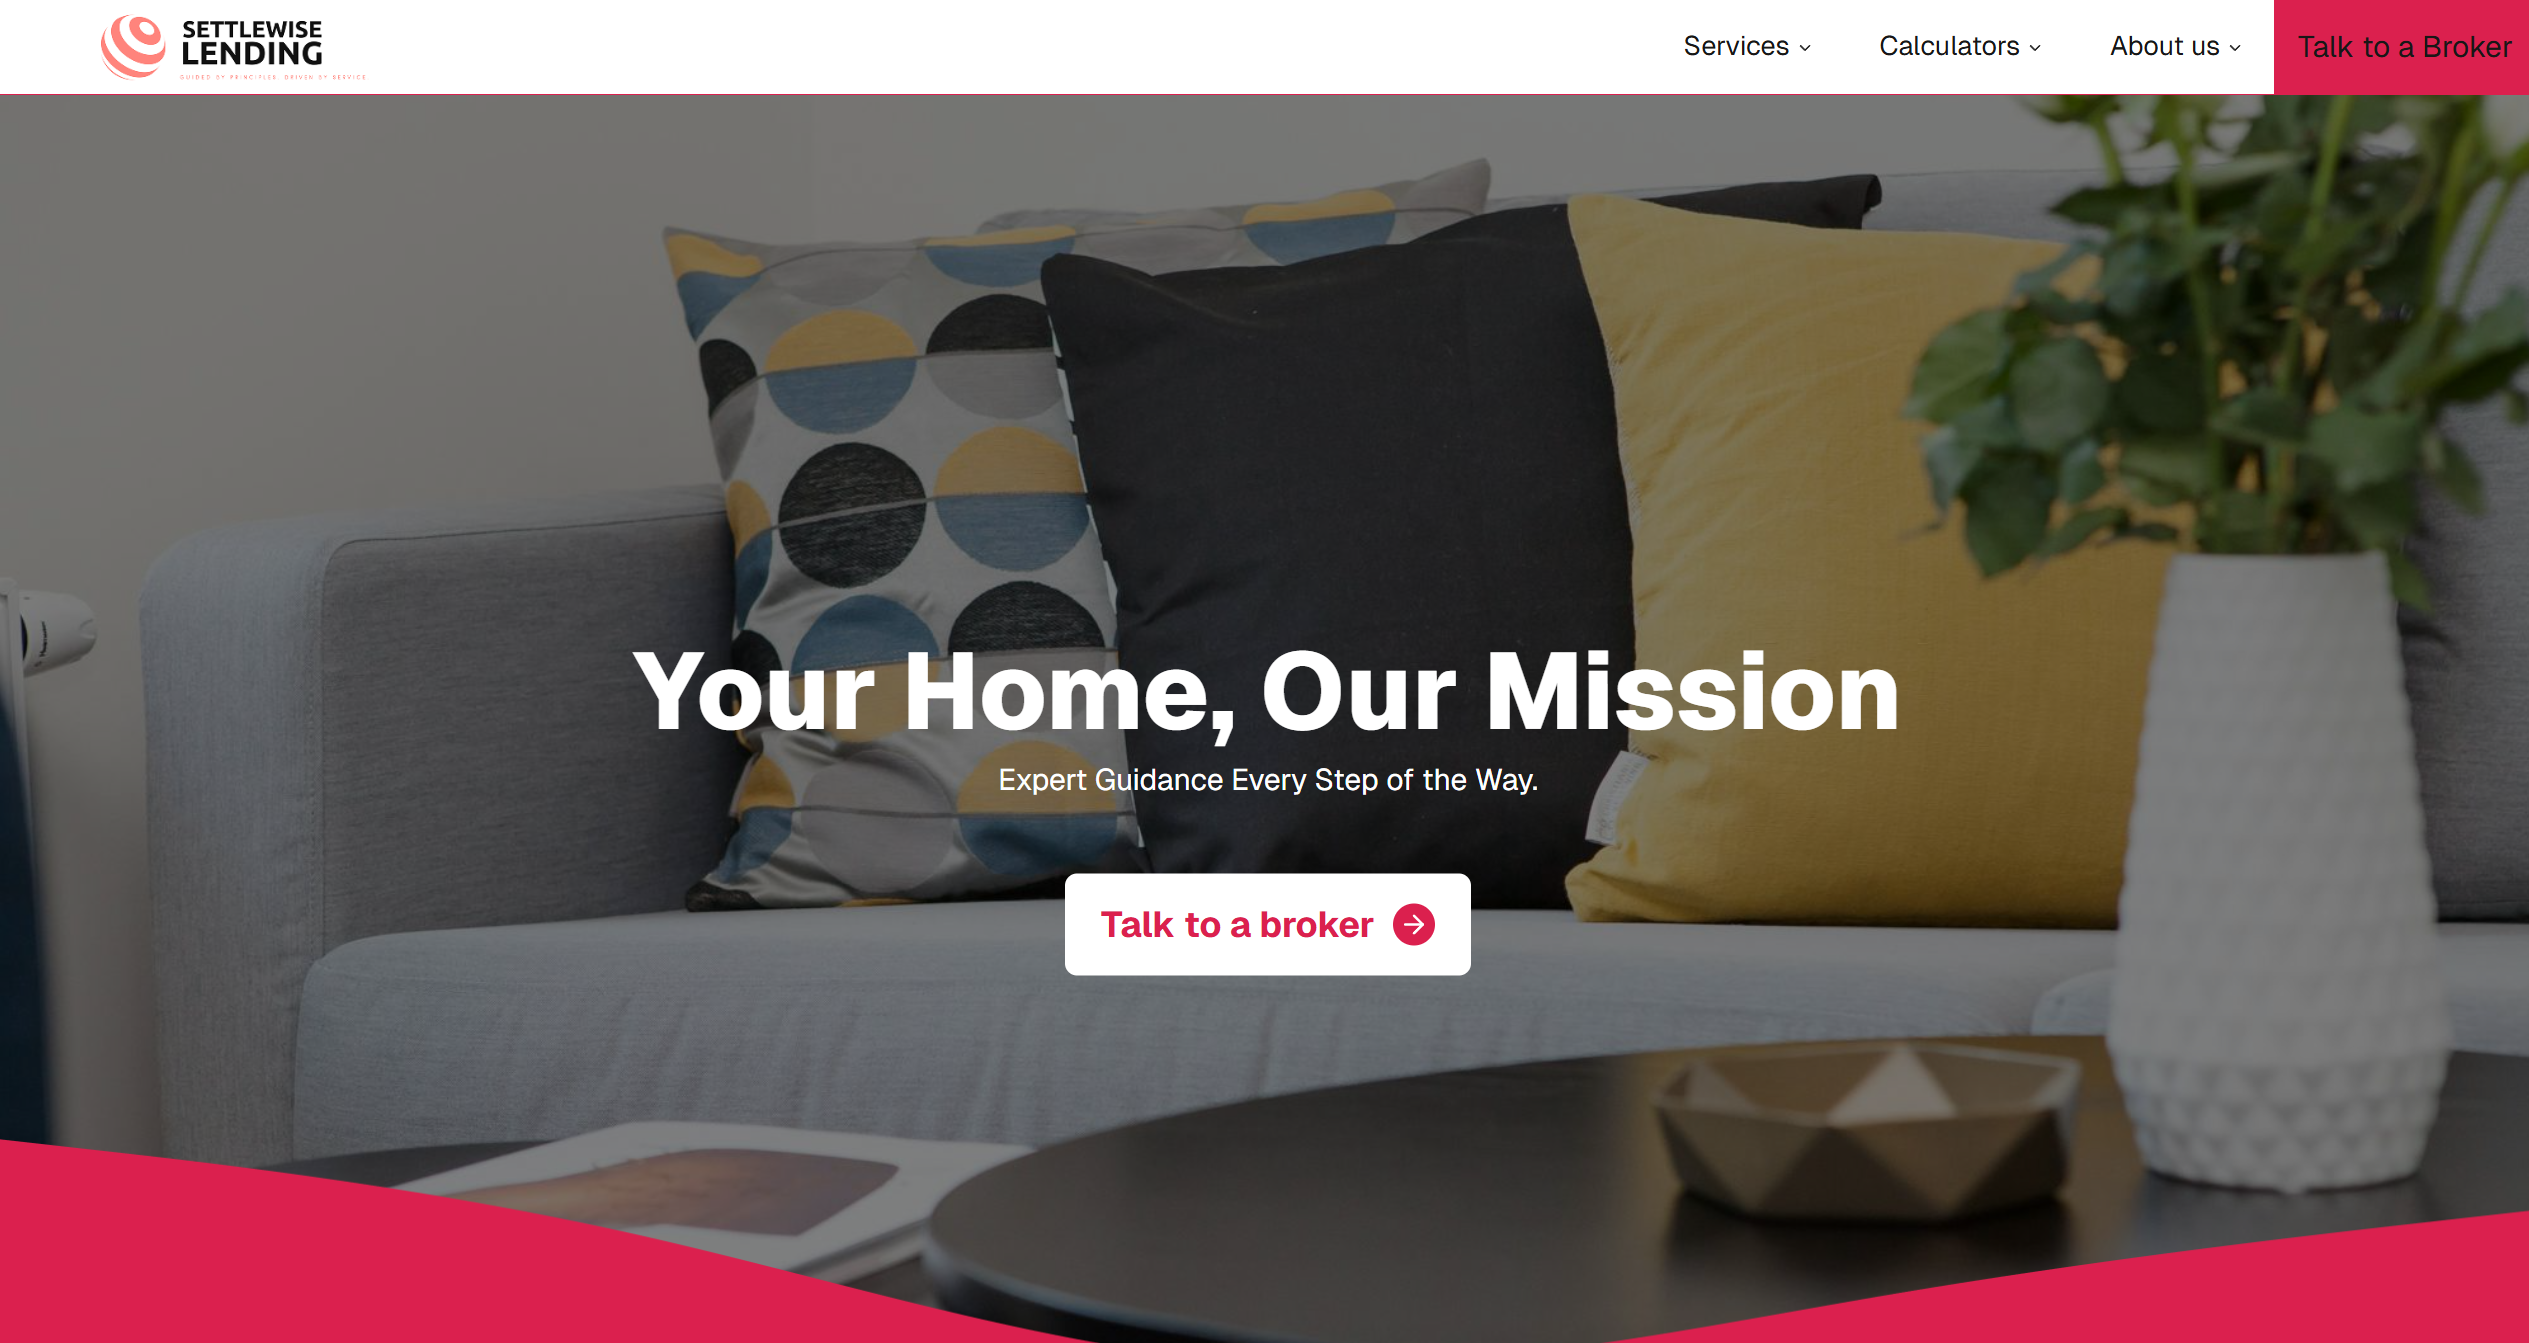 SETTLEWISE
LENDING
GUIDED BY PRINCIPLES. DRIVEN BY SERVICE
Services
Calculators
About us
Talk to a Broker
Your Home, Our Mission
Expert Guidance Every Step of the Way.
Talk to a broker